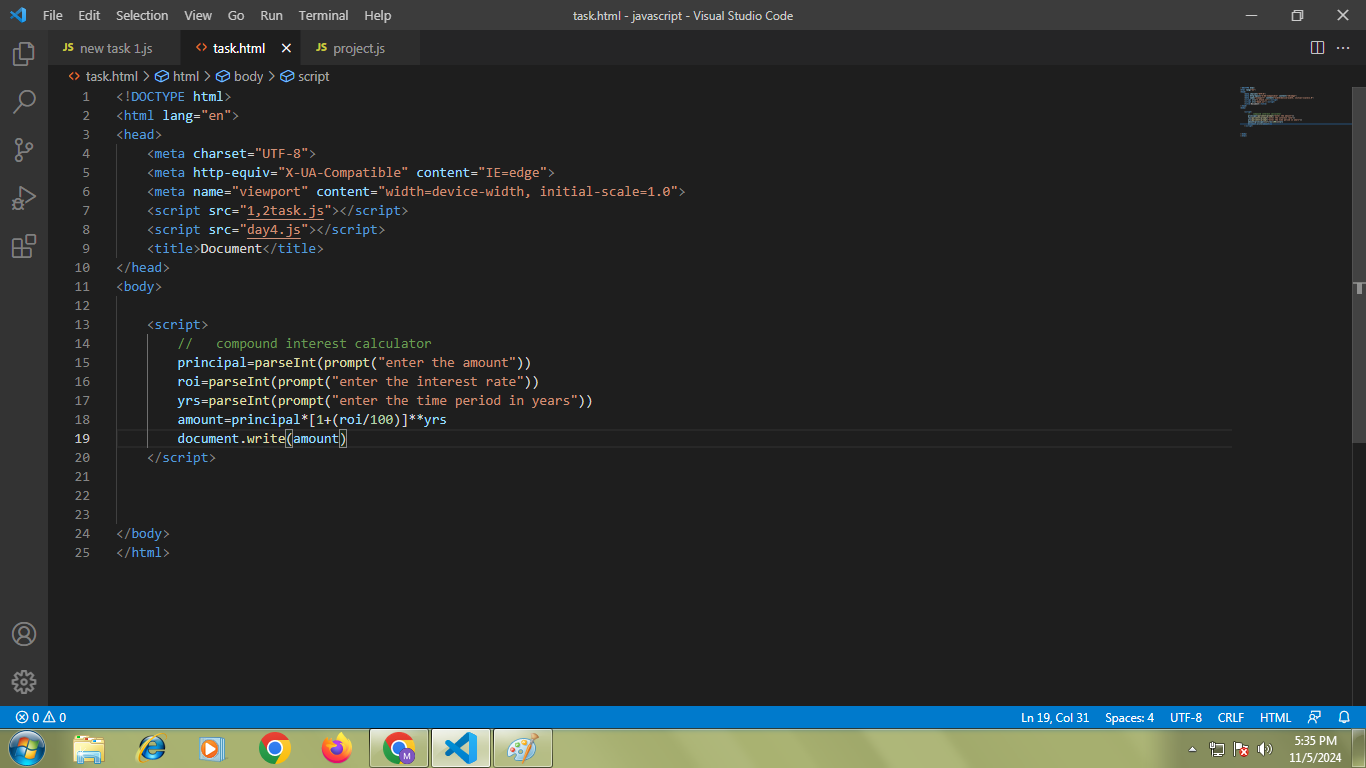 File Edit Selection View Go Run Terminal Help
task.html - javascript - Visual Studio Code
JS new task 1.js
<> task.html
JS project.js
<> task.html > html > body > script
1 <!DOCTYPE html>
2 <html lang="en">
3 <head>
4     <meta charset="UTF-8">
5     <meta http-equiv="X-UA-Compatible" content="IE=edge">
6     <meta name="viewport" content="width=device-width, initial-scale=1.0">
7     <script src="1,2task.js"></script>
8     <script src="day4.js"></script>
9     <title>Document</title>
10 </head>
11 <body>
12
13     <script>
14         //   compound interest calculator
15         principal=parseInt(prompt("enter the amount"))
16         roi=parseInt(prompt("enter the interest rate"))
17         yrs=parseInt(prompt("enter the time period in years"))
18         amount=principal*[1+(roi/100)]**yrs
19         document.write(amount)
20     </script>
21
22
23
24 </body>
25 </html>
0 0
Ln 19, Col 31 Spaces: 4 UTF-8 CRLF HTML
M
5:35 PM
11/5/2024